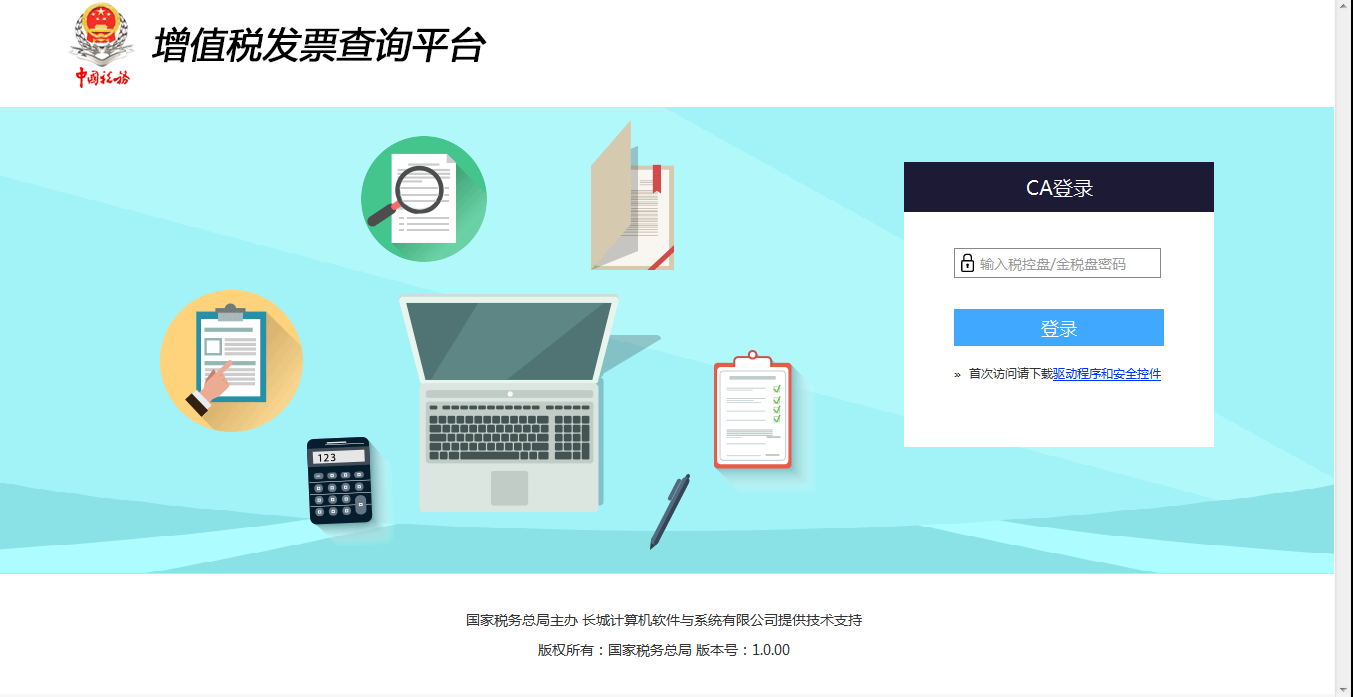 中国税务
增值税发票查询平台
CA登录
输入税控盘/金税盘密码
登录
» 首次访问请下载驱动程序和安全控件
123
国家税务总局主办 长城计算机软件与系统有限公司提供技术支持
版权所有：国家税务总局 版本号：1.0.00